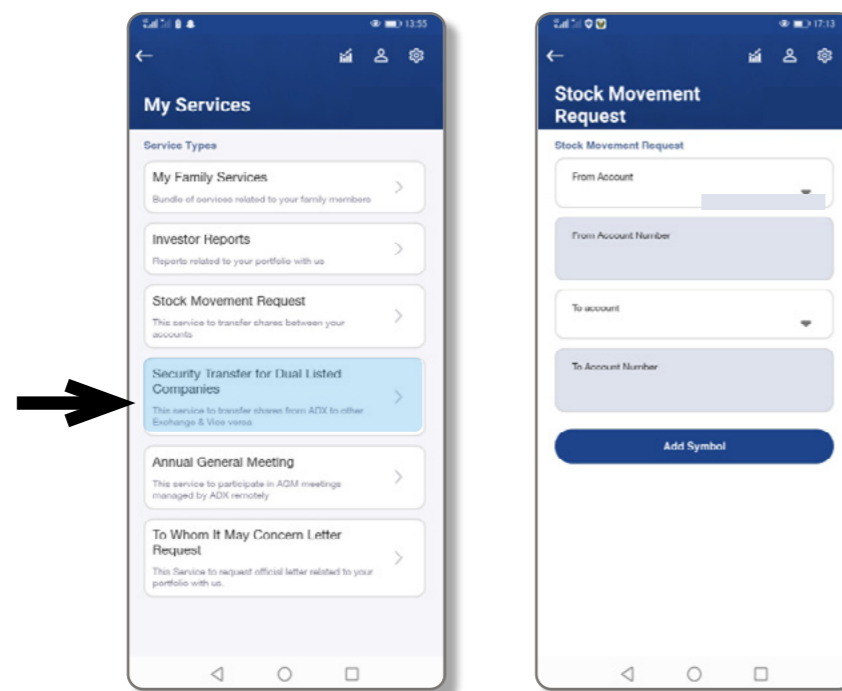 13:55
My Services
Service Types
My Family Services
Bundle of services related to your family members
Investor Reports
Reports related to your portfolio with us
Stock Movement Request
This service to transfer shares between your
accounts
Security Transfer for Dual Listed
Companies
This service to transfer shares from ADX to other
Exchange & Vice versa
Annual General Meeting
This service to participate in AGM meetings
managed by ADX remotely
To Whom It May Concern Letter
Request
This Service to request official letter related to your
portfolio with us.
17:13
Stock Movement
Request
Stock Movement Request
From Account
From Account Number
To account
To Account Number
Add Symbol